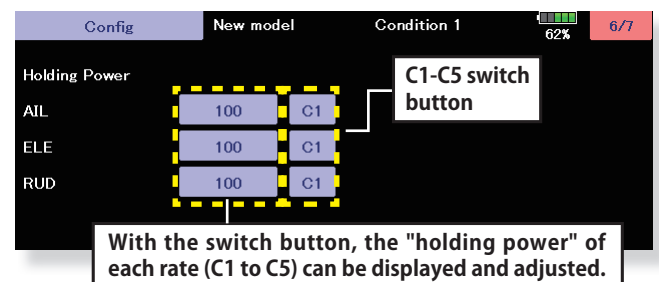 Config New model Condition 1 62% 6/7
Holding Power
C1-C5 switch
button
AIL 100 C1
ELE 100 C1
RUD 100 C1
With the switch button, the "holding power" of
each rate (C1 to C5) can be displayed and adjusted.